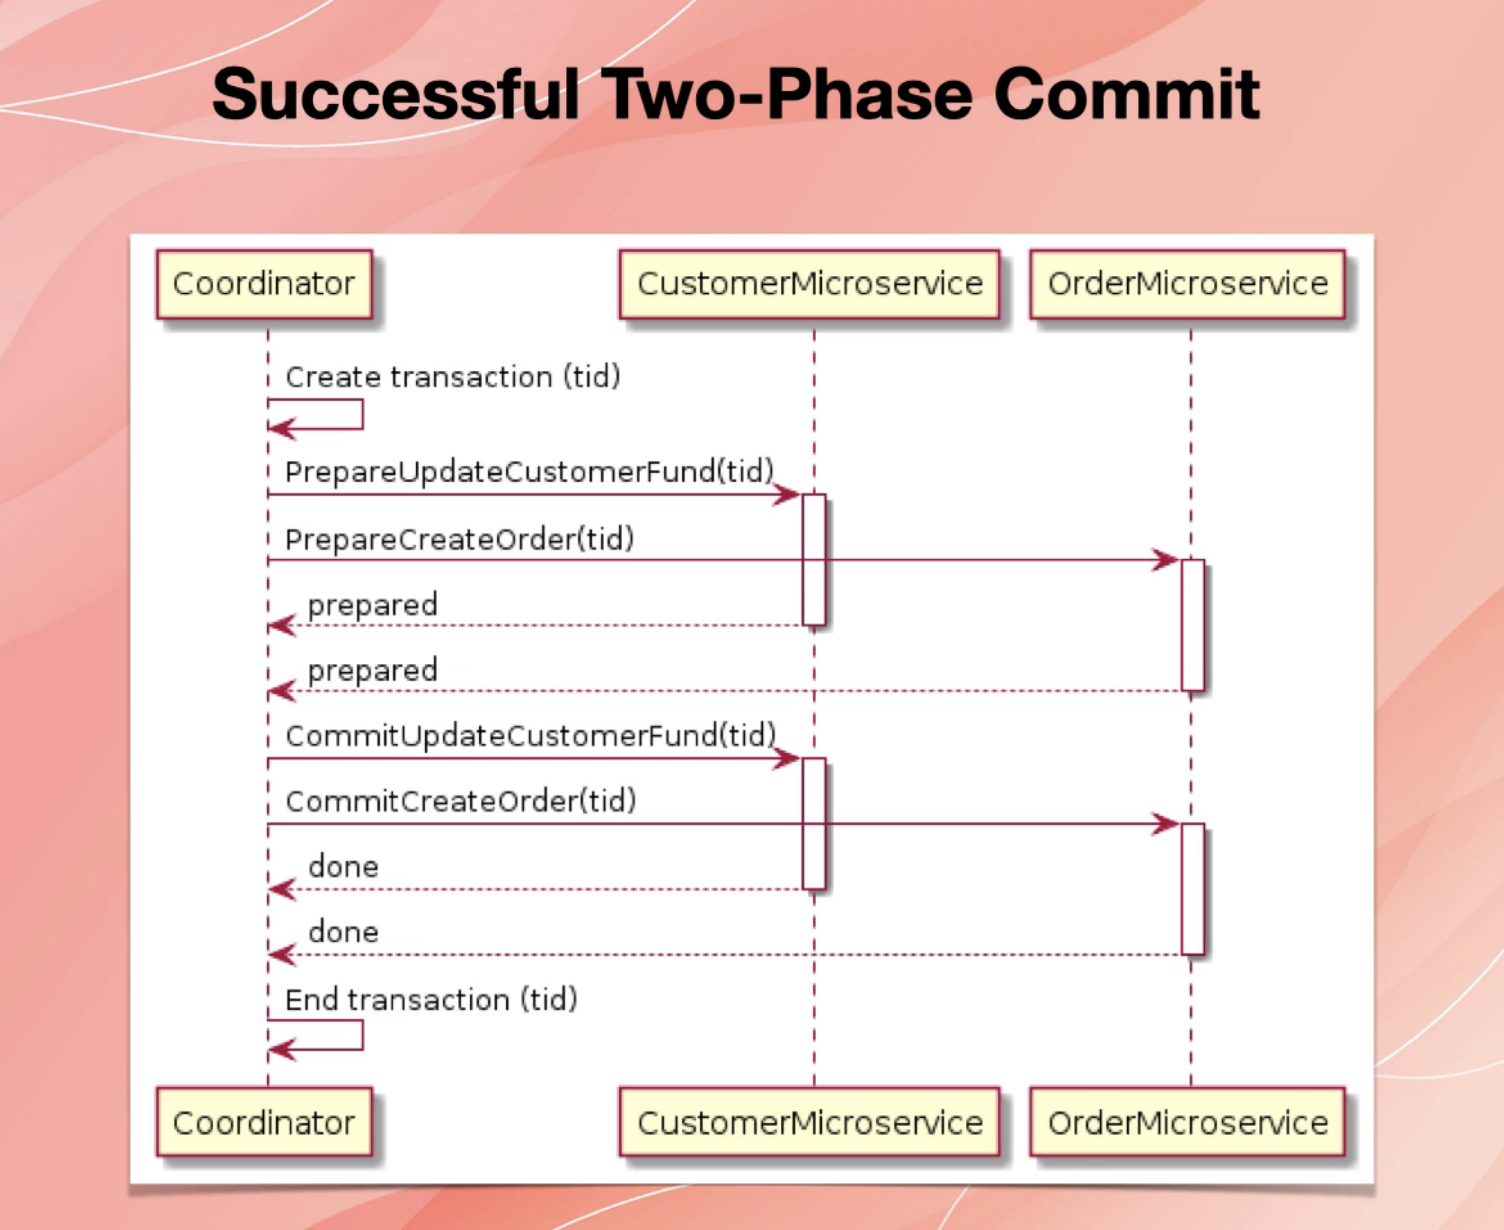 Successful Two-Phase Commit
Coordinator
CustomerMicroservice
OrderMicroservice
Create transaction (tid)
PrepareUpdateCustomerFund(tid)
PrepareCreateOrder(tid)
prepared
prepared
CommitUpdateCustomerFund(tid)
CommitCreateOrder(tid)
done
done
End transaction (tid)
Coordinator
CustomerMicroservice
OrderMicroservice